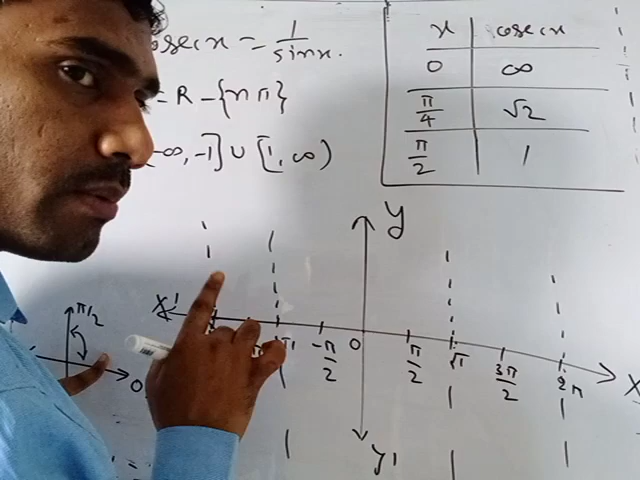 osec x = 1/sin x.
= R - {nπ}
-∞, -1] ∪ [1, ∞)
x | cosec x
0 | ∞
π/4 | √2
π/2 | 1
Y
X'
-π/2 0 π/2 π 3π/2 2π
X
Y'
π/2
0